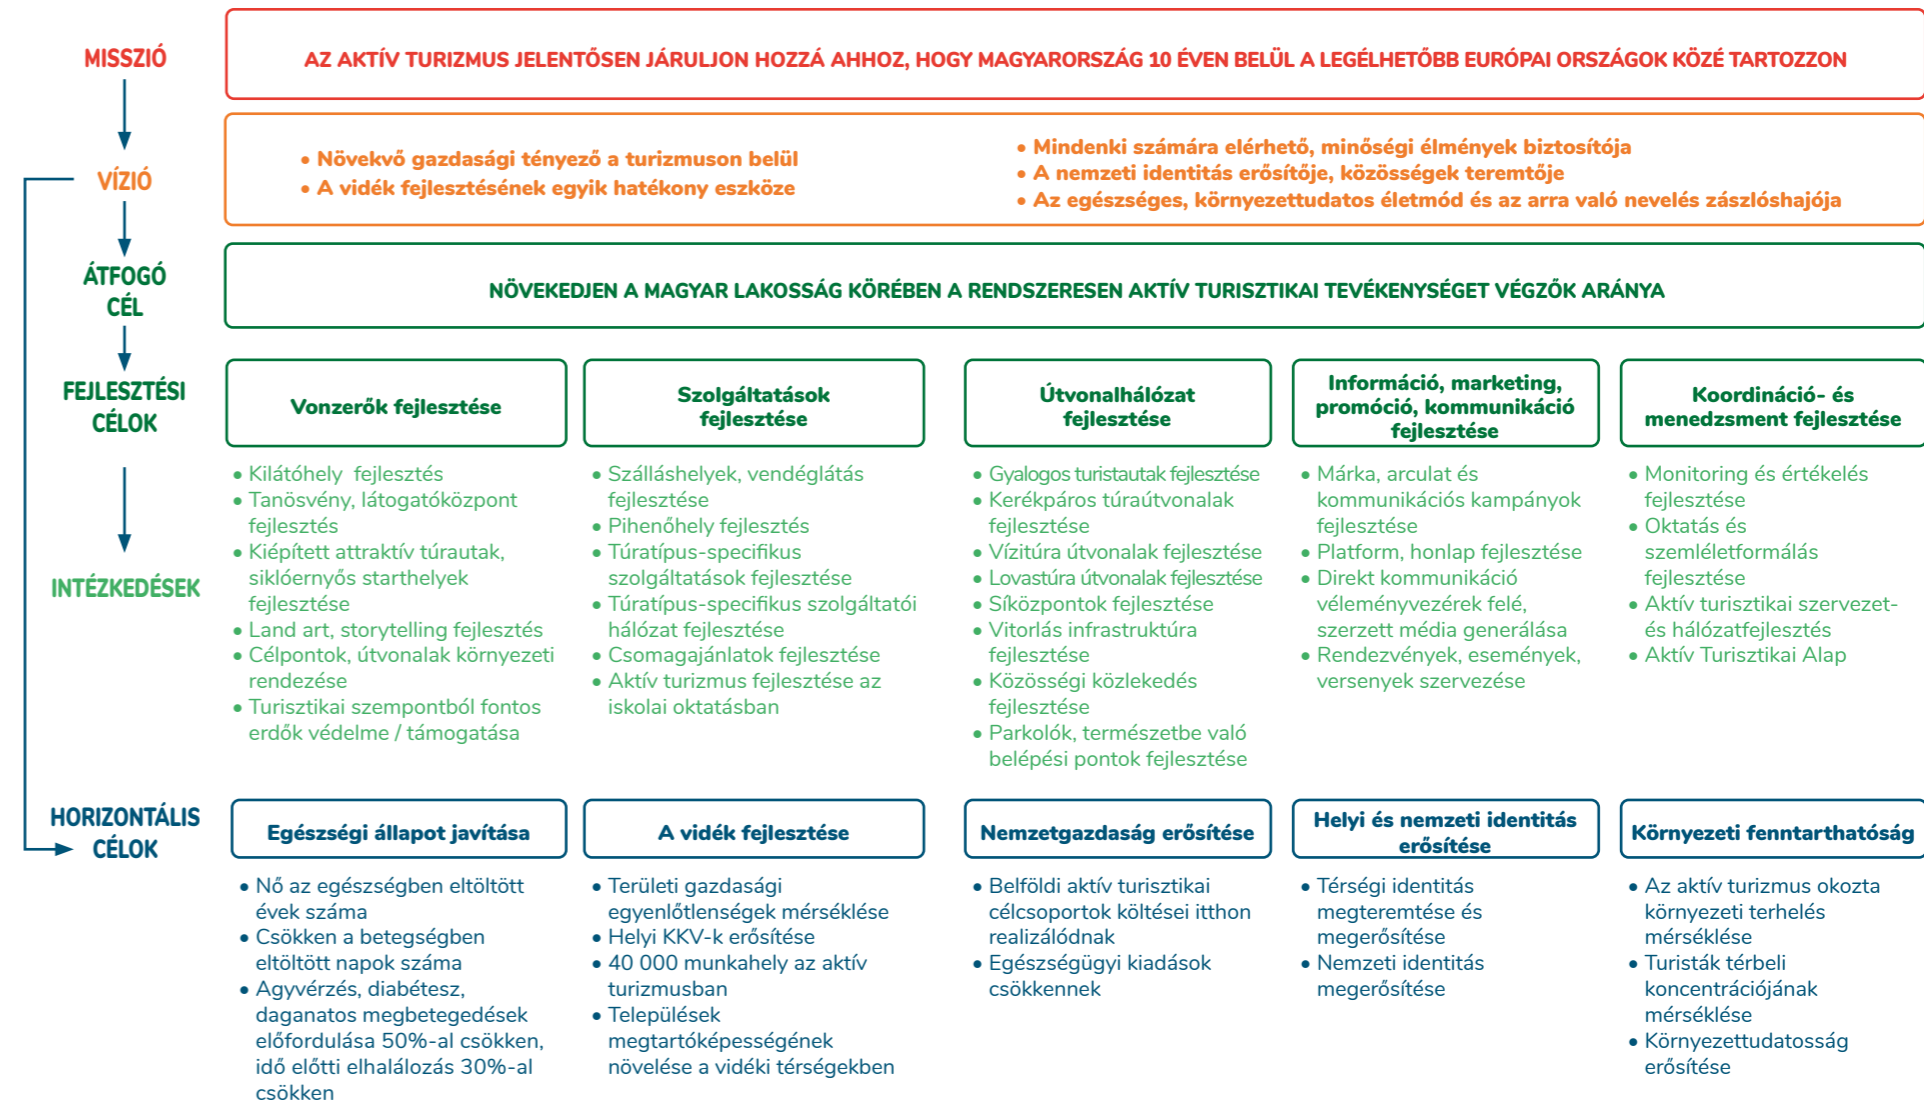 MISSZIÓ
AZ AKTÍV TURIZMUS JELENTŐSEN JÁRULJON HOZZÁ AHHOZ, HOGY MAGYARORSZÁG 10 ÉVEN BELÜL A LEGÉLHETŐBB EURÓPAI ORSZÁGOK KÖZÉ TARTOZZON
VÍZIÓ
• Növekvő gazdasági tényező a turizmuson belül
• A vidék fejlesztésének egyik hatékony eszköze
• Mindenki számára elérhető, minőségi élmények biztosítója
• A nemzeti identitás erősítője, közösségek teremtője
• Az egészséges, környezettudatos életmód és az arra való nevelés zászlóshajója
ÁTFOGÓ
CÉL
NÖVEKEDJEN A MAGYAR LAKOSSÁG KÖRÉBEN A RENDSZERESEN AKTÍV TURISZTIKAI TEVÉKENYSÉGET VÉGZŐK ARÁNYA
FEJLESZTÉSI
CÉLOK
Vonzerők fejlesztése
Szolgáltatások
fejlesztése
Útvonalhálózat
fejlesztése
Információ, marketing,
promóció, kommunikáció
fejlesztése
Koordináció- és
menedzsment fejlesztése
INTÉZKEDÉSEK
• Kilátóhely fejlesztés
• Tanösvény, látogatóközpont
fejlesztés
• Kiépített attraktív túrautak,
siklóernyős starthelyek
fejlesztése
• Land art, storytelling fejlesztés
• Célpontok, útvonalak környezeti
rendezése
• Turisztikai szempontból fontos
erdők védelme / támogatása
• Szálláshelyek, vendéglátás
fejlesztése
• Pihenőhely fejlesztés
• Túratípus-specifikus
szolgáltatások fejlesztése
• Túratípus-specifikus szolgáltatói
hálózat fejlesztése
• Csomagajánlatok fejlesztése
• Aktív turizmus fejlesztése az
iskolai oktatásban
• Gyalogos turistautak fejlesztése
• Kerékpáros túraútvonalak
fejlesztése
• Vízitúra útvonalak fejlesztése
• Lovastúra útvonalak fejlesztése
• Síközpontok fejlesztése
• Vitorlás infrastruktúra
fejlesztése
• Közösségi közlekedés
fejlesztése
• Parkolók, természetbe való
belépési pontok fejlesztése
• Márka, arculat és
kommunikációs kampányok
fejlesztése
• Platform, honlap fejlesztése
• Direkt kommunikáció
véleményvezérek felé,
szerzett média generálása
• Rendezvények, események,
versenyek szervezése
• Monitoring és értékelés
fejlesztése
• Oktatás és
szemléletformálás
fejlesztése
• Aktív turisztikai szervezet-
és hálózatfejlesztés
• Aktív Turisztikai Alap
HORIZONTÁLIS
CÉLOK
Egészségi állapot javítása
A vidék fejlesztése
Nemzetgazdaság erősítése
Helyi és nemzeti identitás
erősítése
Környezeti fenntarthatóság
• Nő az egészségben eltöltött
évek száma
• Csökken a betegségben
eltöltött napok száma
• Agyvérzés, diabétesz,
daganatos megbetegedések
előfordulása 50%-al csökken,
idő előtti elhalálozás 30%-al
csökken
• Területi gazdasági
egyenlőtlenségek mérséklése
• Helyi KKV-k erősítése
• 40 000 munkahely az aktív
turizmusban
• Települések
megtartóképességének
növelése a vidéki térségekben
• Belföldi aktív turisztikai
célcsoportok költései itthon
realizálódnak
• Egészségügyi kiadások
csökkennek
• Térségi identitás
megteremtése és
megerősítése
• Nemzeti identitás
megerősítése
• Az aktív turizmus okozta
környezeti terhelés
mérséklése
• Turisták térbeli
koncentrációjának
mérséklése
• Környezettudatosság
erősítése